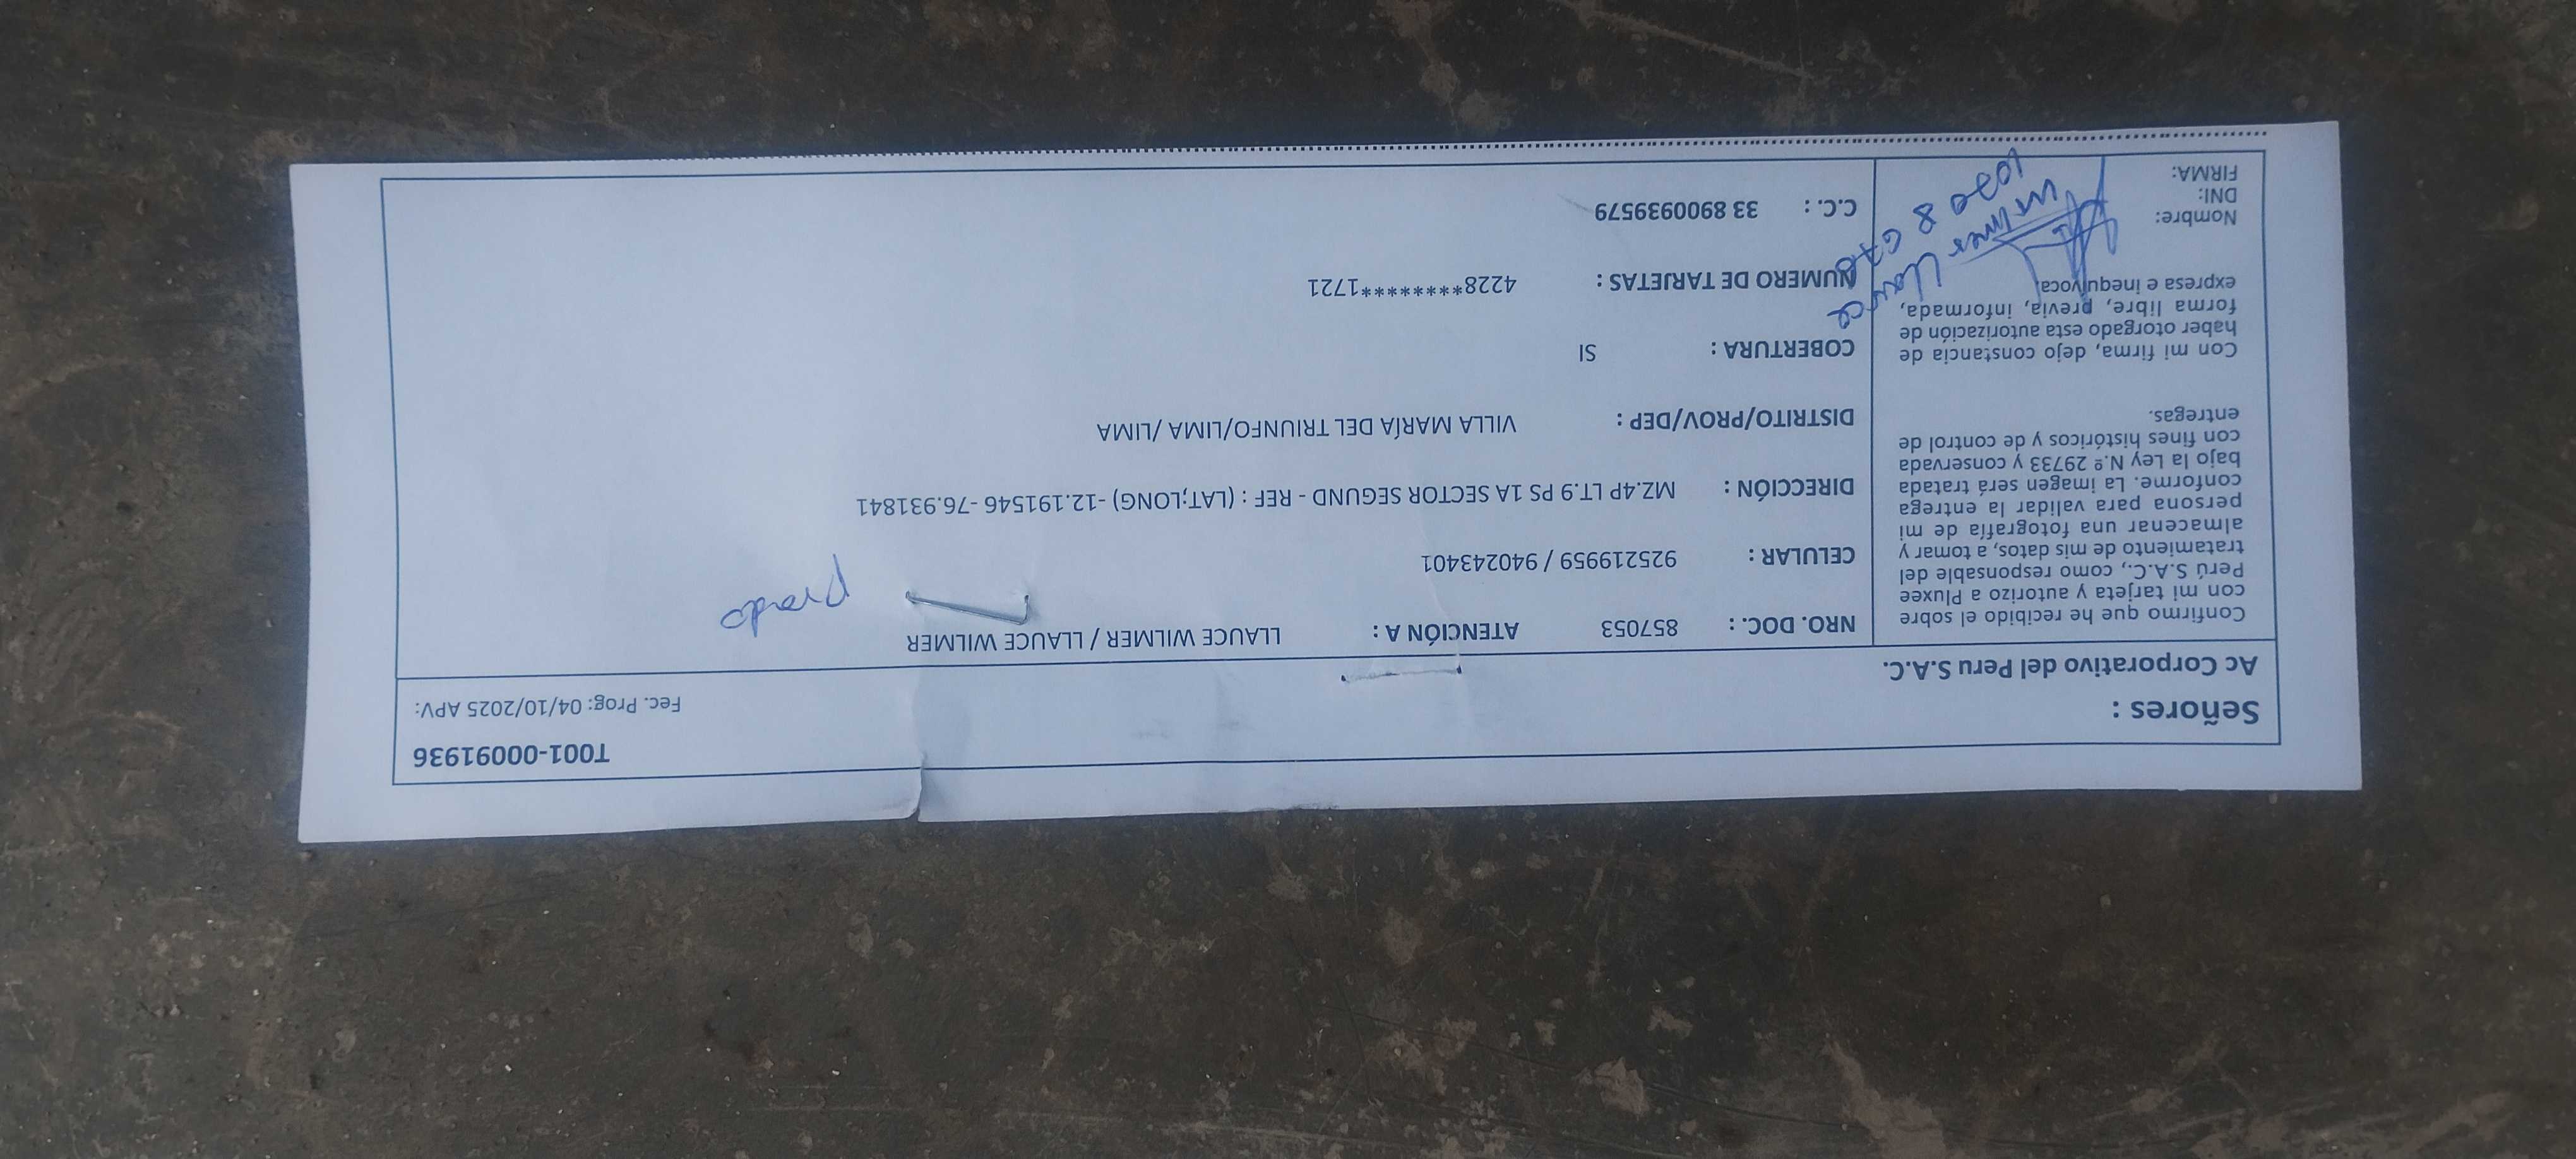 Señores :
Ac Corporativo del Peru S.A.C.
T001-00091936
Fec. Prog: 04/10/2025 APV:
Confirmo que he recibido el sobre
con mi tarjeta y autorizo a Pluxee
Perú S.A.C., como responsable del
tratamiento de mis datos, a tomar y
almacenar una fotografía de mi
persona para validar la entrega
conforme. La imagen será tratada
bajo la Ley N.º 29733 y conservada
con fines históricos y de control de
entregas.
Con mi firma, dejo constancia de
haber otorgado esta autorización de
forma libre, previa, informada,
expresa e inequívoca.
Nombre:
DNI:
FIRMA:
Wilmer Llauce
NRO. DOC. : 857053 ATENCIÓN A : LLAUCE WILMER / LLAUCE WILMER
CELULAR : 925219959 / 940243401
DIRECCIÓN : MZ.4P LT.9 PS 1A SECTOR SEGUND - REF : (LAT;LONG) -12.191546 -76.931841
DISTRITO/PROV/DEP : VILLA MARÍA DEL TRIUNFO/LIMA /LIMA
COBERTURA : SI
NUMERO DE TARJETAS : 4228*********1721
C.C. : 33 8900939579